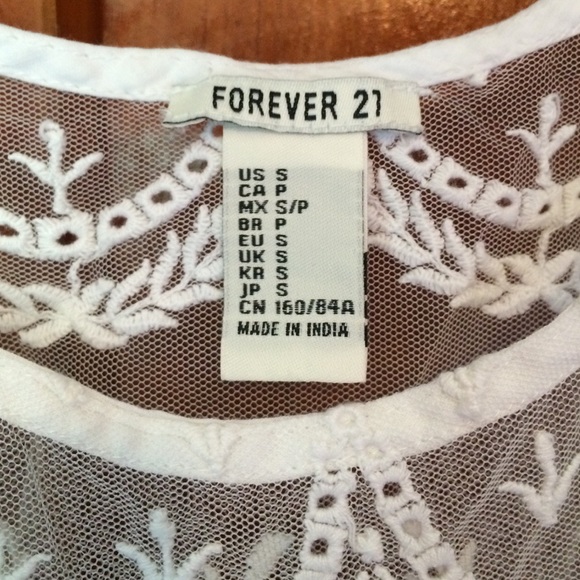 FOREVER 21
US S
CA P
MX S/P
BR P
EU S
UK S
KR S
JP S
CN 160/84A
MADE IN INDIA